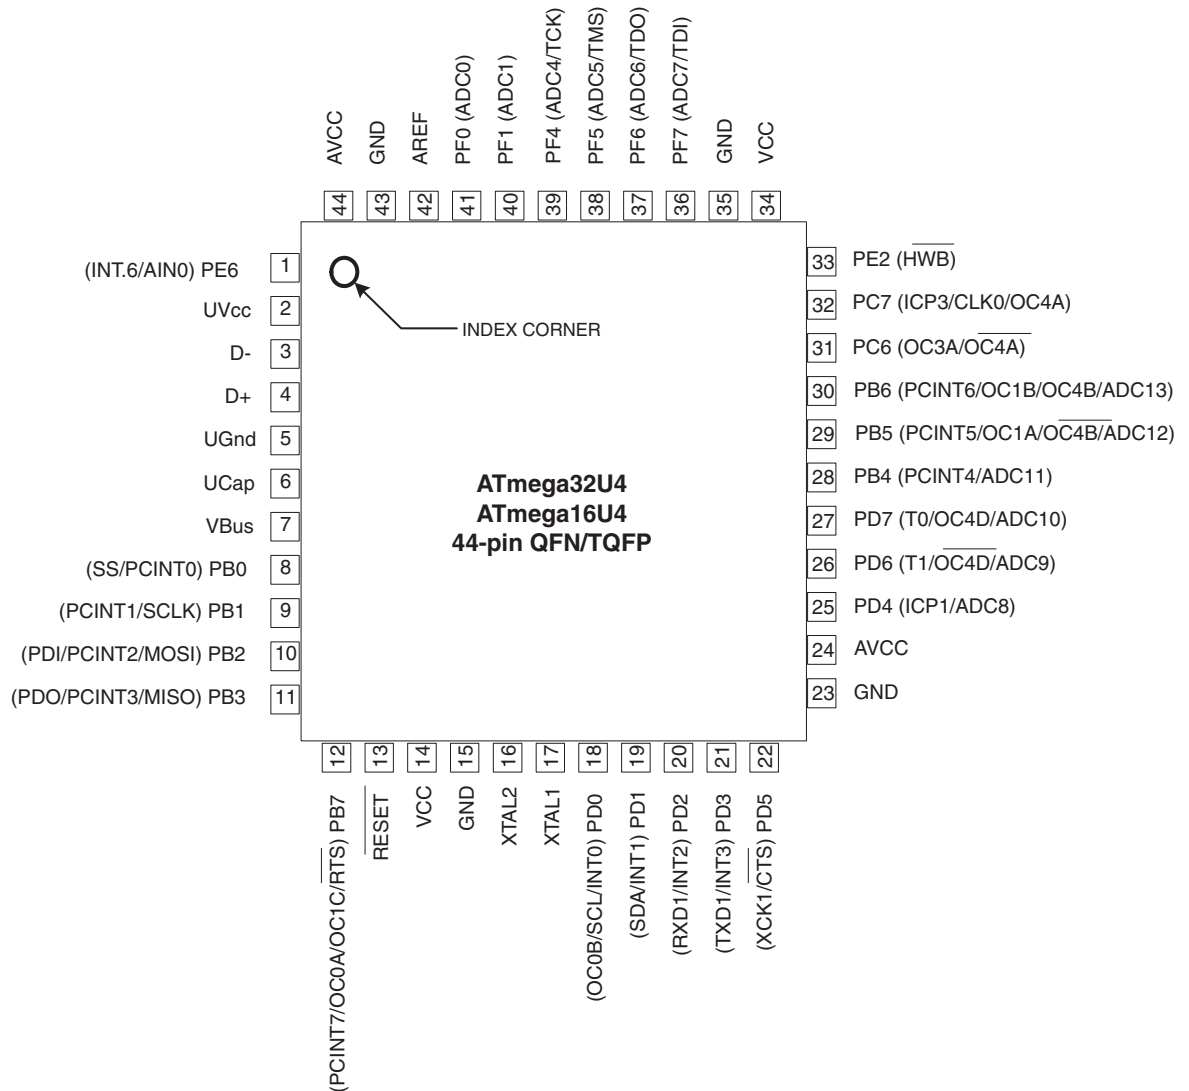 AVCC
GND
AREF
PF0 (ADC0)
PF1 (ADC1)
PF4 (ADC4/TCK)
PF5 (ADC5/TMS)
PF6 (ADC6/TDO)
PF7 (ADC7/TDI)
GND
VCC
44
43
42
41
40
39
38
37
36
35
34
(INT.6/AIN0) PE6 1
UVcc 2
D- 3
D+ 4
UGnd 5
UCap 6
VBus 7
(SS/PCINT0) PB0 8
(PCINT1/SCLK) PB1 9
(PDI/PCINT2/MOSI) PB2 10
(PDO/PCINT3/MISO) PB3 11
INDEX CORNER
ATmega32U4
ATmega16U4
44-pin QFN/TQFP
33 PE2 (HWB)
32 PC7 (ICP3/CLK0/OC4A)
31 PC6 (OC3A/OC4A)
30 PB6 (PCINT6/OC1B/OC4B/ADC13)
29 PB5 (PCINT5/OC1A/OC4B/ADC12)
28 PB4 (PCINT4/ADC11)
27 PD7 (T0/OC4D/ADC10)
26 PD6 (T1/OC4D/ADC9)
25 PD4 (ICP1/ADC8)
24 AVCC
23 GND
12
13
14
15
16
17
18
19
20
21
22
(PCINT7/OC0A/OC1C/RTS) PB7
RESET
VCC
GND
XTAL2
XTAL1
(OC0B/SCL/INT0) PD0
(SDA/INT1) PD1
(RXD1/INT2) PD2
(TXD1/INT3) PD3
(XCK1/CTS) PD5